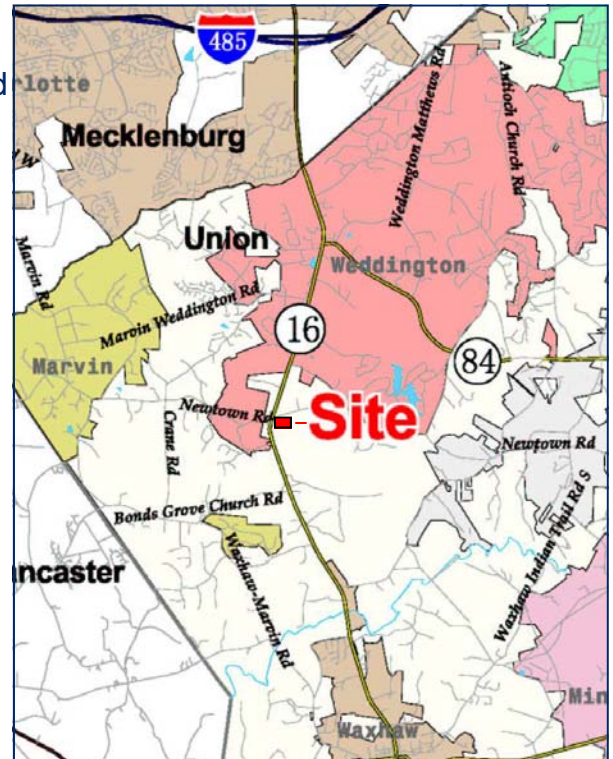 485
d
rlotte
Mecklenburg
d W
Weddington Matthews Rd
Antioch Church Rd
Marvin Rd
Union
Weddington
Marvin Weddington Rd
16
Marvin
84
Newtown Rd
Site
Crane Rd
Newtown Rd
Bonds Grove Church Rd
Waxhaw-Marvin Rd
Waxhaw Indian Trail Rd S
ncaster
Min
Waxhaw